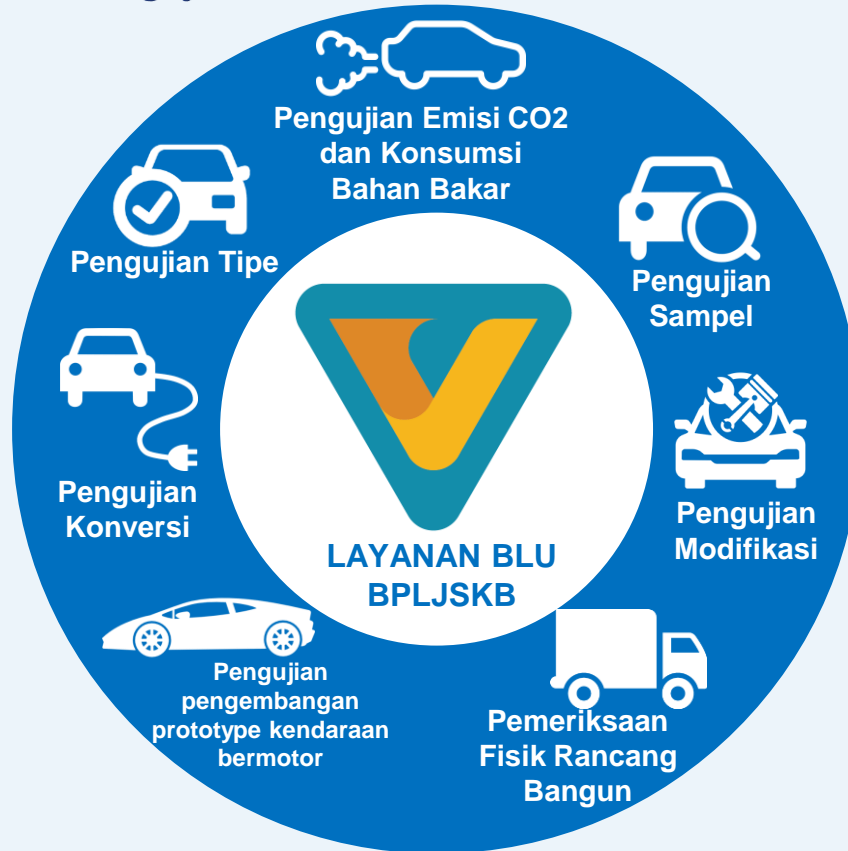 Pengujian Emisi CO2
dan Konsumsi
Bahan Bakar
Pengujian
Sampel
Pengujian
Modifikasi
Pemeriksaan
Fisik Rancang
Bangun
Pengujian
pengembangan
prototype kendaraan
bermotor
Pengujian
Konversi
Pengujian Tipe
LAYANAN BLU
BPLJSKB